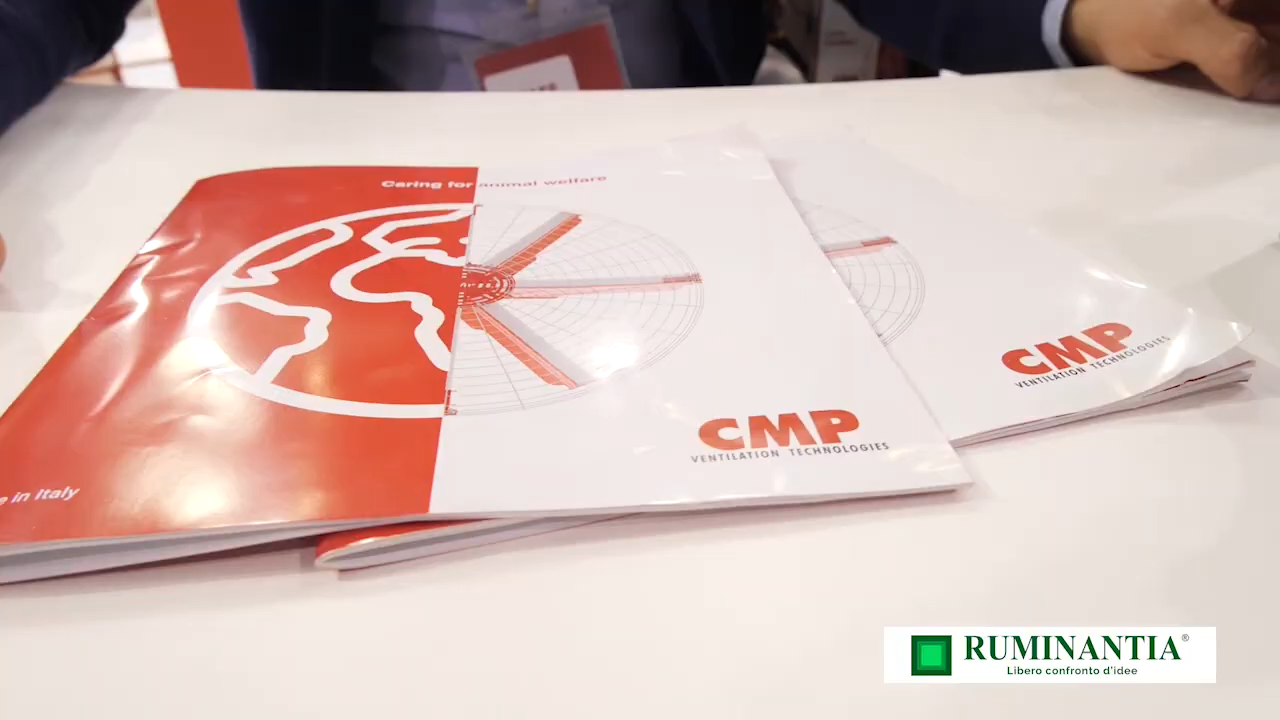 Caring for animal welfare
CMP
VENTILATION TECHNOLOGIES
in Italy
CMP
VENTILATION TECHNOLOGIES
RUMINANTIA®
Libero confronto d'idee